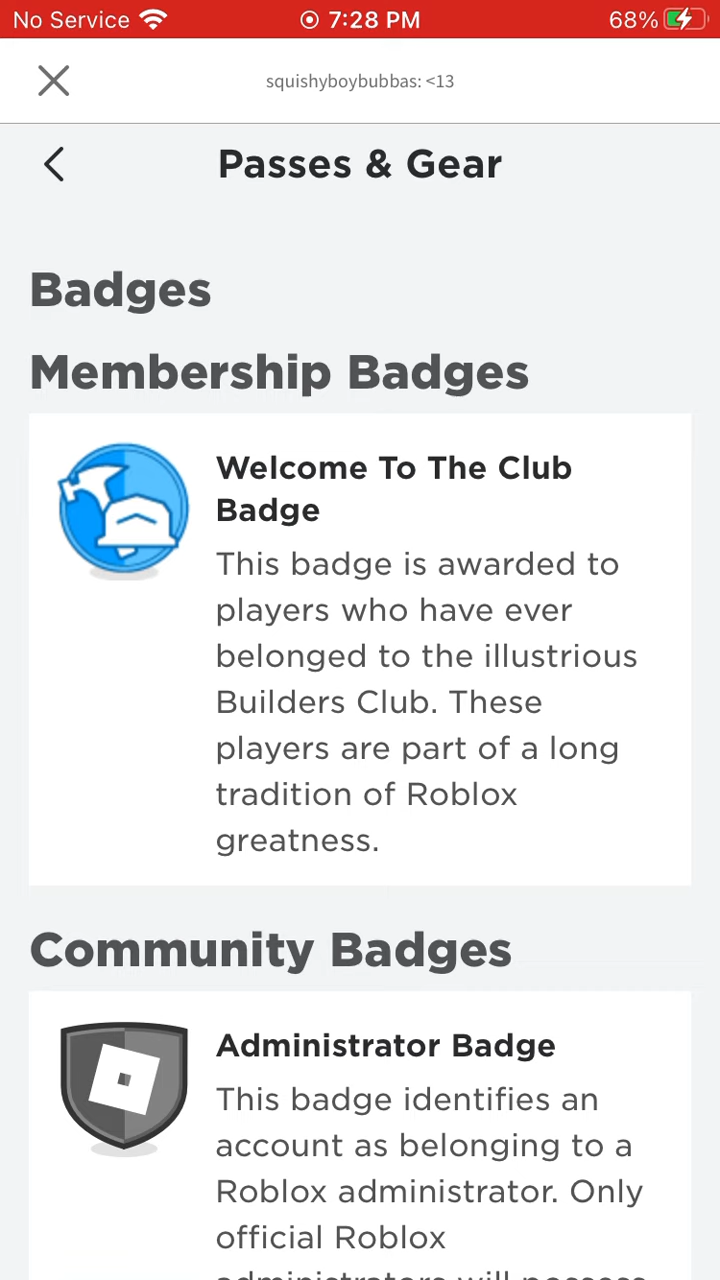 No Service 7:28 PM 68%
squishyboybubbas: <13
Passes & Gear
Badges
Membership Badges
Welcome To The Club
Badge
This badge is awarded to
players who have ever
belonged to the illustrious
Builders Club. These
players are part of a long
tradition of Roblox
greatness.
Community Badges
Administrator Badge
This badge identifies an
account as belonging to a
Roblox administrator. Only
official Roblox
administrators will possess